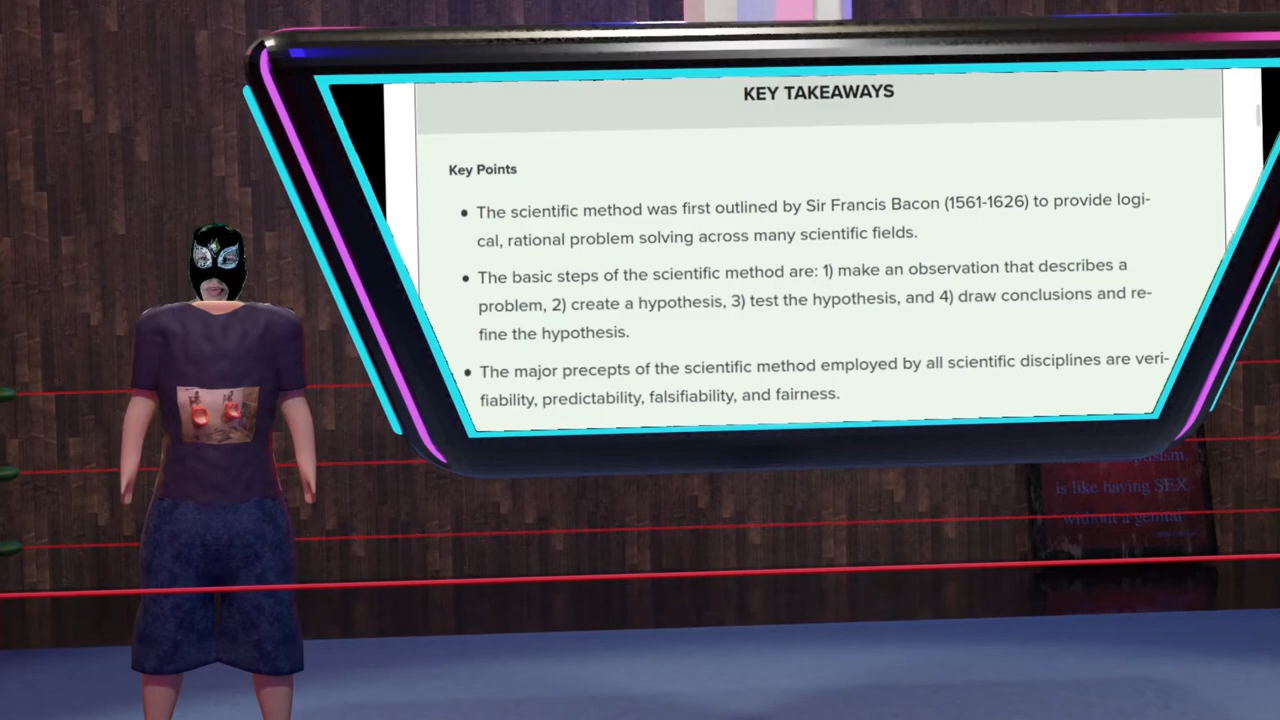 KEY TAKEAWAYS
Key Points
• The scientific method was first outlined by Sir Francis Bacon (1561-1626) to provide logi-
cal, rational problem solving across many scientific fields.
• The basic steps of the scientific method are: 1) make an observation that describes a
problem, 2) create a hypothesis, 3) test the hypothesis, and 4) draw conclusions and re-
fine the hypothesis.
• The major precepts of the scientific method employed by all scientific disciplines are veri-
fiability, predictability, falsifiability, and fairness.
is like having SEX
without a genital